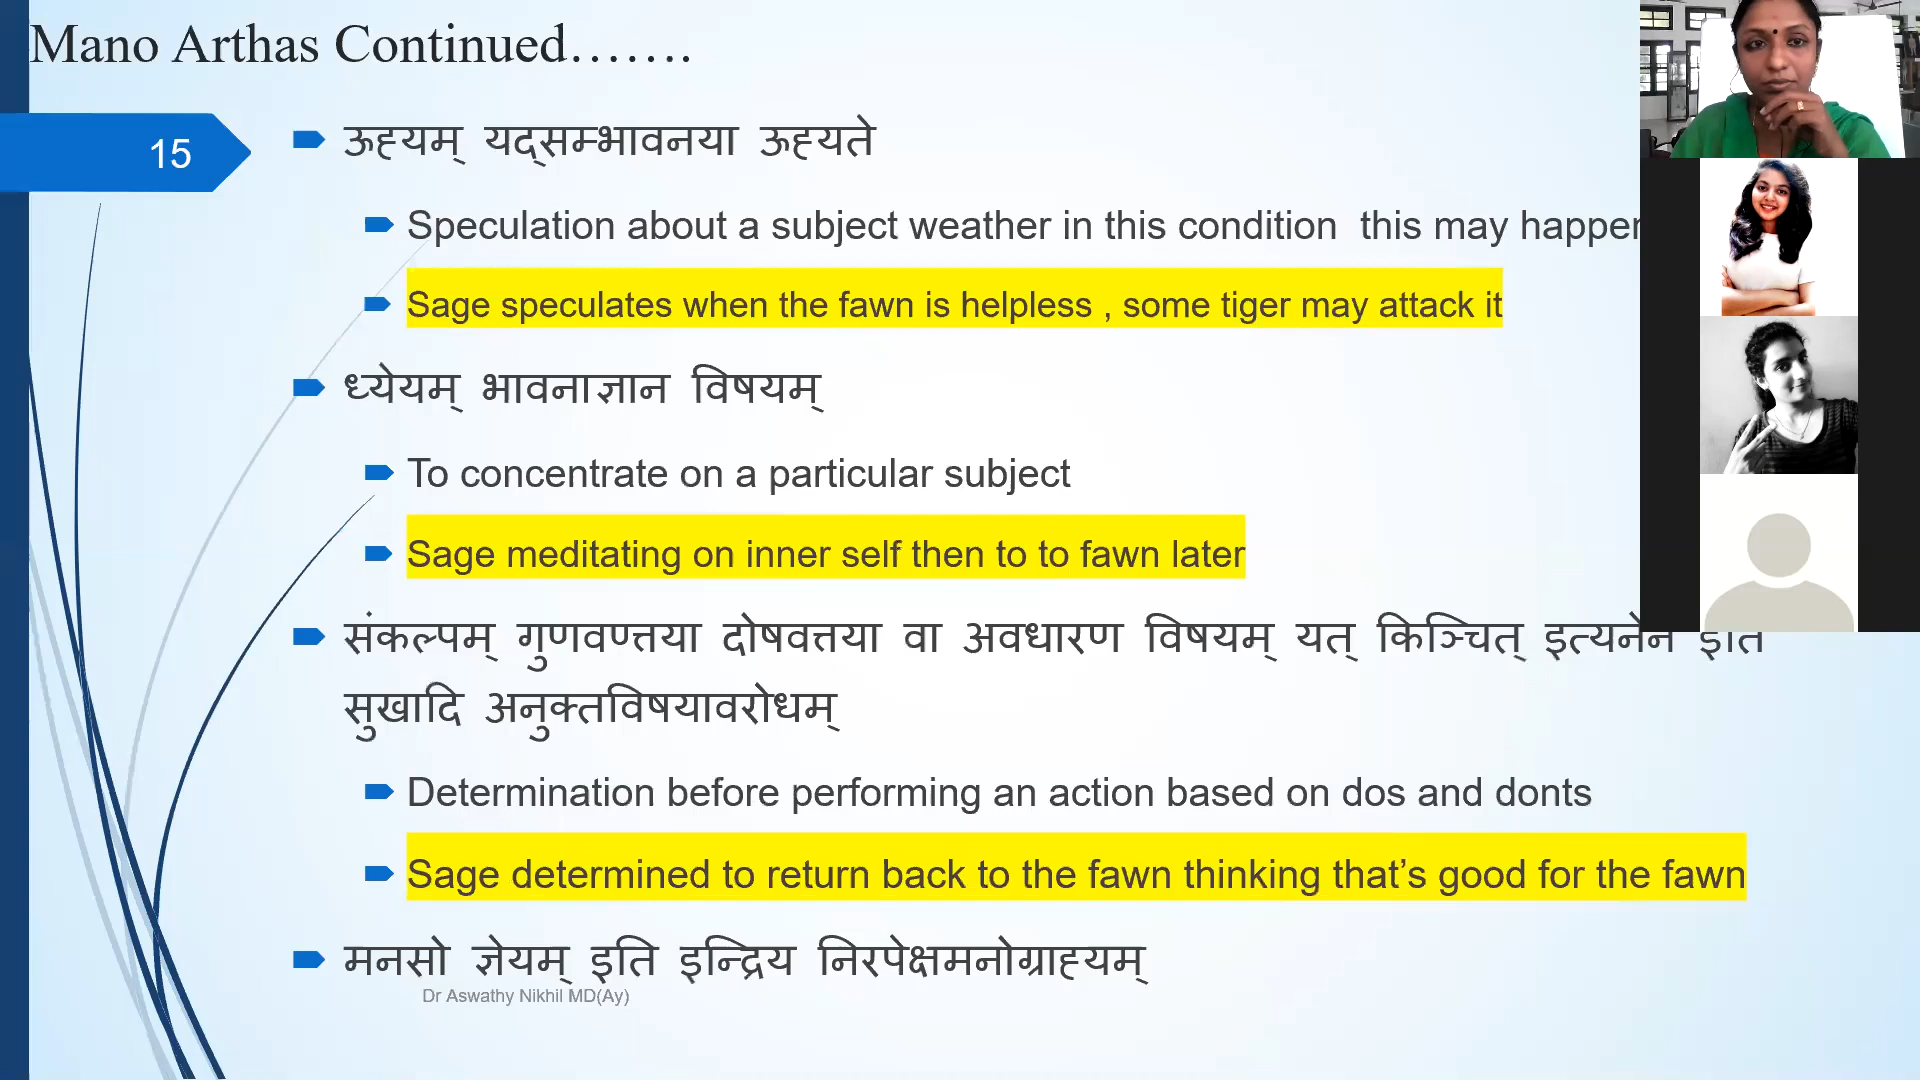 Mano Arthas Continued…….
15
ऊह्यम् यद्सम्भावनया ऊह्यते
Speculation about a subject weather in this condition this may happen
Sage speculates when the fawn is helpless , some tiger may attack it
ध्येयम् भावनाज्ञान विषयम्
To concentrate on a particular subject
Sage meditating on inner self then to to fawn later
संकल्पम् गुणवण्त्तया दोषवत्तया वा अवधारण विषयम् यत् किञ्चित् इत्यनेन इति
सुखादि अनुक्तविषयावरोधम्
Determination before performing an action based on dos and donts
Sage determined to return back to the fawn thinking that’s good for the fawn
मनसो ज्ञेयम् इति इन्द्रिय निरपेक्षमनोग्राह्यम्
Dr Aswathy Nikhil MD(Ay)